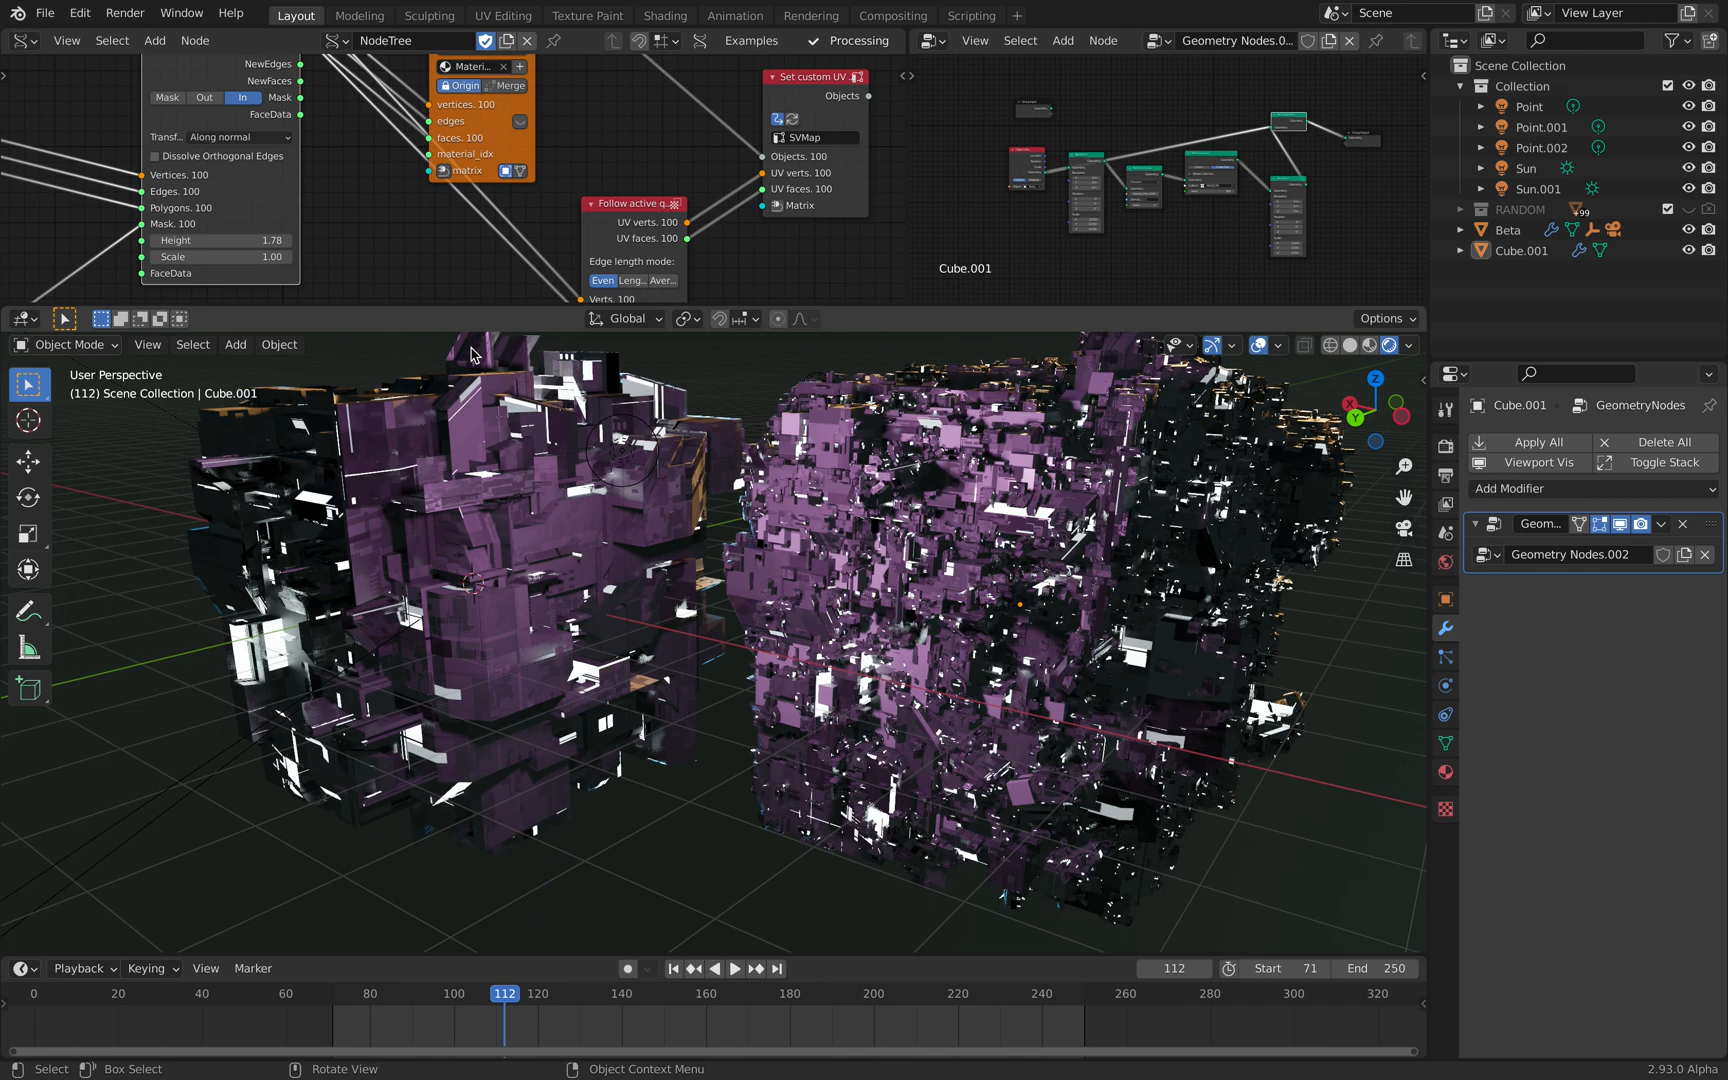 File Edit Render Window Help Layout Modeling Sculpting UV Editing Texture Paint Shading Animation Rendering Compositing Scripting + Scene View Layer
View Select Add Node NodeTree Examples Processing View Select Add Node Geometry Nodes.0...
NewEdges
NewFaces
Mask Out In Mask
FaceData
Transf... Along normal
Dissolve Orthogonal Edges
Vertices. 100
Edges. 100
Polygons. 100
Mask. 100
Height 1.78
Scale 1.00
FaceData
Materi...
Origin Merge
vertices. 100
edges
faces. 100
material_idx
matrix
Follow active q...
UV verts. 100
UV faces. 100
Edge length mode:
Even Leng... Aver...
Verts. 100
Set custom UV
Objects
SVMap
Objects. 100
UV verts. 100
UV faces. 100
Matrix
Cube.001
Scene Collection
Collection
Point
Point.001
Point.002
Sun
Sun.001
RANDOM +99
Beta
Cube.001
Global Options
Object Mode View Select Add Object
User Perspective
(112) Scene Collection | Cube.001
Z
X
Y
Cube.001 GeometryNodes
Apply All Delete All
Viewport Vis Toggle Stack
Add Modifier
Geom...
Geometry Nodes.002
Playback Keying View Marker 112 Start 71 End 250
0 20 40 60 80 100 112 120 140 160 180 200 220 240 260 280 300 320
Select Box Select Rotate View Object Context Menu 2.93.0 Alpha